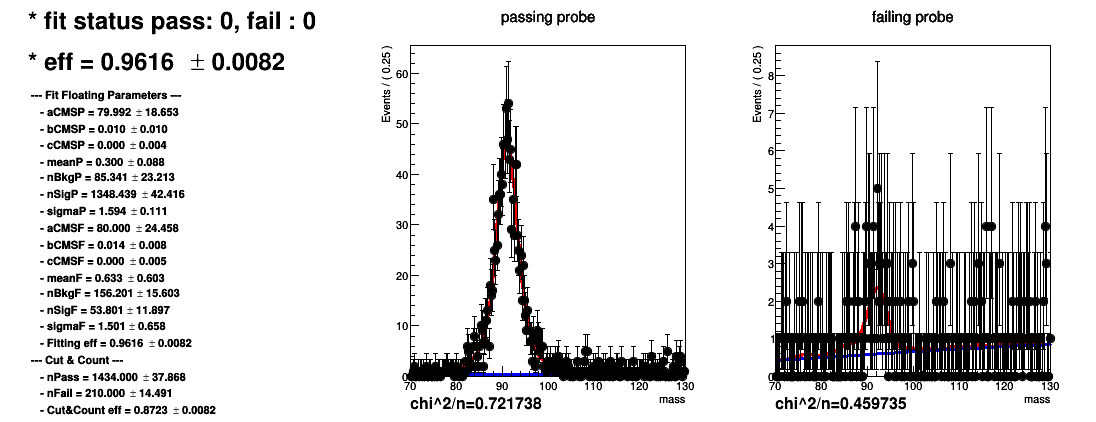 * fit status pass: 0, fail : 0
* eff = 0.9616 ± 0.0082
--- Fit Floating Parameters ---
- aCMSP = 79.992 ± 18.653
- bCMSP = 0.010 ± 0.010
- cCMSP = 0.000 ± 0.004
- meanP = 0.300 ± 0.088
- nBkgP = 85.341 ± 23.213
- nSigP = 1348.439 ± 42.416
- sigmaP = 1.594 ± 0.111
- aCMSF = 80.000 ± 24.458
- bCMSF = 0.014 ± 0.008
- cCMSF = 0.000 ± 0.005
- meanF = 0.633 ± 0.603
- nBkgF = 156.201 ± 15.603
- nSigF = 53.801 ± 11.897
- sigmaF = 1.501 ± 0.658
- Fitting eff = 0.9616 ± 0.0082
--- Cut & Count ---
- nPass = 1434.000 ± 37.868
- nFail = 210.000 ± 14.491
- Cut&Count eff = 0.8723 ± 0.0082
passing probe
Events / ( 0.25 )
60
50
40
30
20
10
0
70 80 90 100 110 120 130
mass
chi^2/n=0.721738
failing probe
Events / ( 0.25 )
8
7
6
5
4
3
2
1
0
70 80 90 100 110 120 130
mass
chi^2/n=0.459735